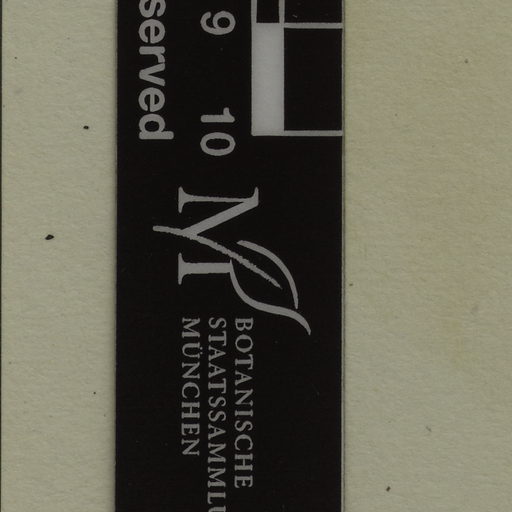 served
9 10
BOTANISCHE
STAATSSAMMLU
MÜNCHEN